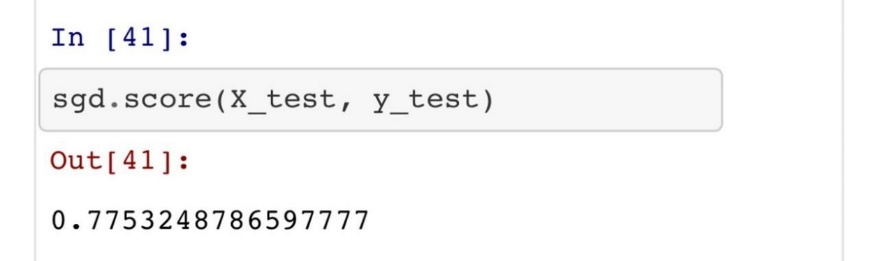 In [41]:
sgd.score(X_test, y_test)
Out[41]:
0.7753248786597777